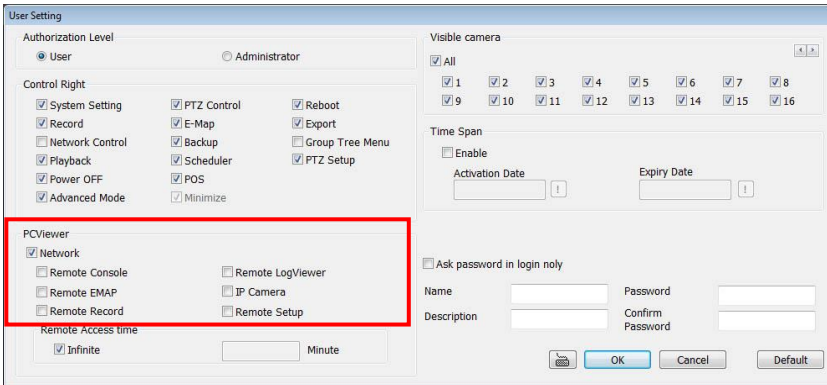 User Setting
Authorization Level
User Administrator
Control Right
System Setting PTZ Control Reboot
Record E-Map Export
Network Control Backup Group Tree Menu
Playback Scheduler PTZ Setup
Power OFF POS
Advanced Mode Minimize
PCViewer
Network
Remote Console Remote LogViewer
Remote EMAP IP Camera
Remote Record Remote Setup
Remote Access time
Infinite Minute
Visible camera
All
1 2 3 4 5 6 7 8
9 10 11 12 13 14 15 16
Time Span
Enable
Activation Date Expiry Date
! !
Ask password in login noly
Name Password
Description Confirm
Password
OK Cancel Default